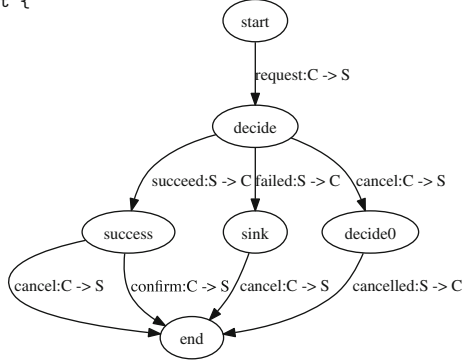 t {
start
request:C -> S
decide
succeed:S -> C failed:S -> C cancel:C -> S
success sink decide0
cancel:C -> S confirm:C -> S cancel:C -> S cancelled:S -> C
end